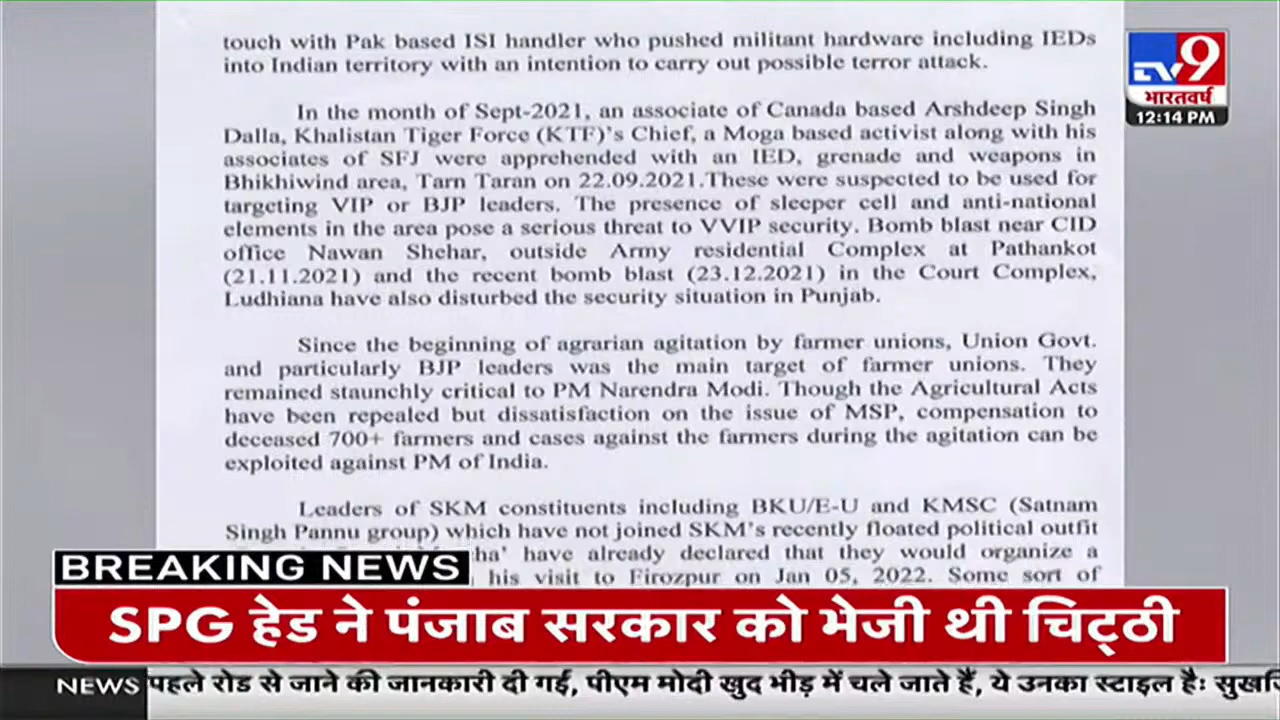 touch with Pak based ISI handler who pushed militant hardware including IEDs
into Indian territory with an intention to carry out possible terror attack.
In the month of Sept-2021, an associate of Canada based Arshdeep Singh
Dalla, Khalistan Tiger Force (KTF)'s Chief, a Moga based activist along with his
associates of SFJ were apprehended with an IED, grenade and weapons in
Bhikhiwind area, Tarn Taran on 22.09.2021.These were suspected to be used for
targeting VIP or BJP leaders. The presence of sleeper cell and anti-national
elements in the area pose a serious threat to VVIP security. Bomb blast near CID
office Nawan Shehar, outside Army residential Complex at Pathankot
(21.11.2021) and the recent bomb blast (23.12.2021) in the Court Complex,
Ludhiana have also disturbed the security situation in Punjab.
Since the beginning of agrarian agitation by farmer unions, Union Govt.
and particularly BJP leaders was the main target of farmer unions. They
remained staunchly critical to PM Narendra Modi. Though the Agricultural Acts
have been repealed but dissatisfaction on the issue of MSP, compensation to
deceased 700+ farmers and cases against the farmers during the agitation can be
exploited against PM of India.
Leaders of SKM constituents including BKU/E-U and KMSC (Satnam
Singh Pannu group) which have not joined SKM's recently floated political outfit
have already declared that they would organize a
his visit to Firozpur on Jan 05, 2022. Some sort of
TV9
भारतवर्ष
12:14 PM
BREAKING NEWS
SPG हेड ने पंजाब सरकार को भेजी थी चिट्ठी
NEWS पहले रोड से जाने की जानकारी दी गई, पीएम मोदी खुद भीड़ में चले जाते हैं, ये उनका स्टाइल है: सुखजि